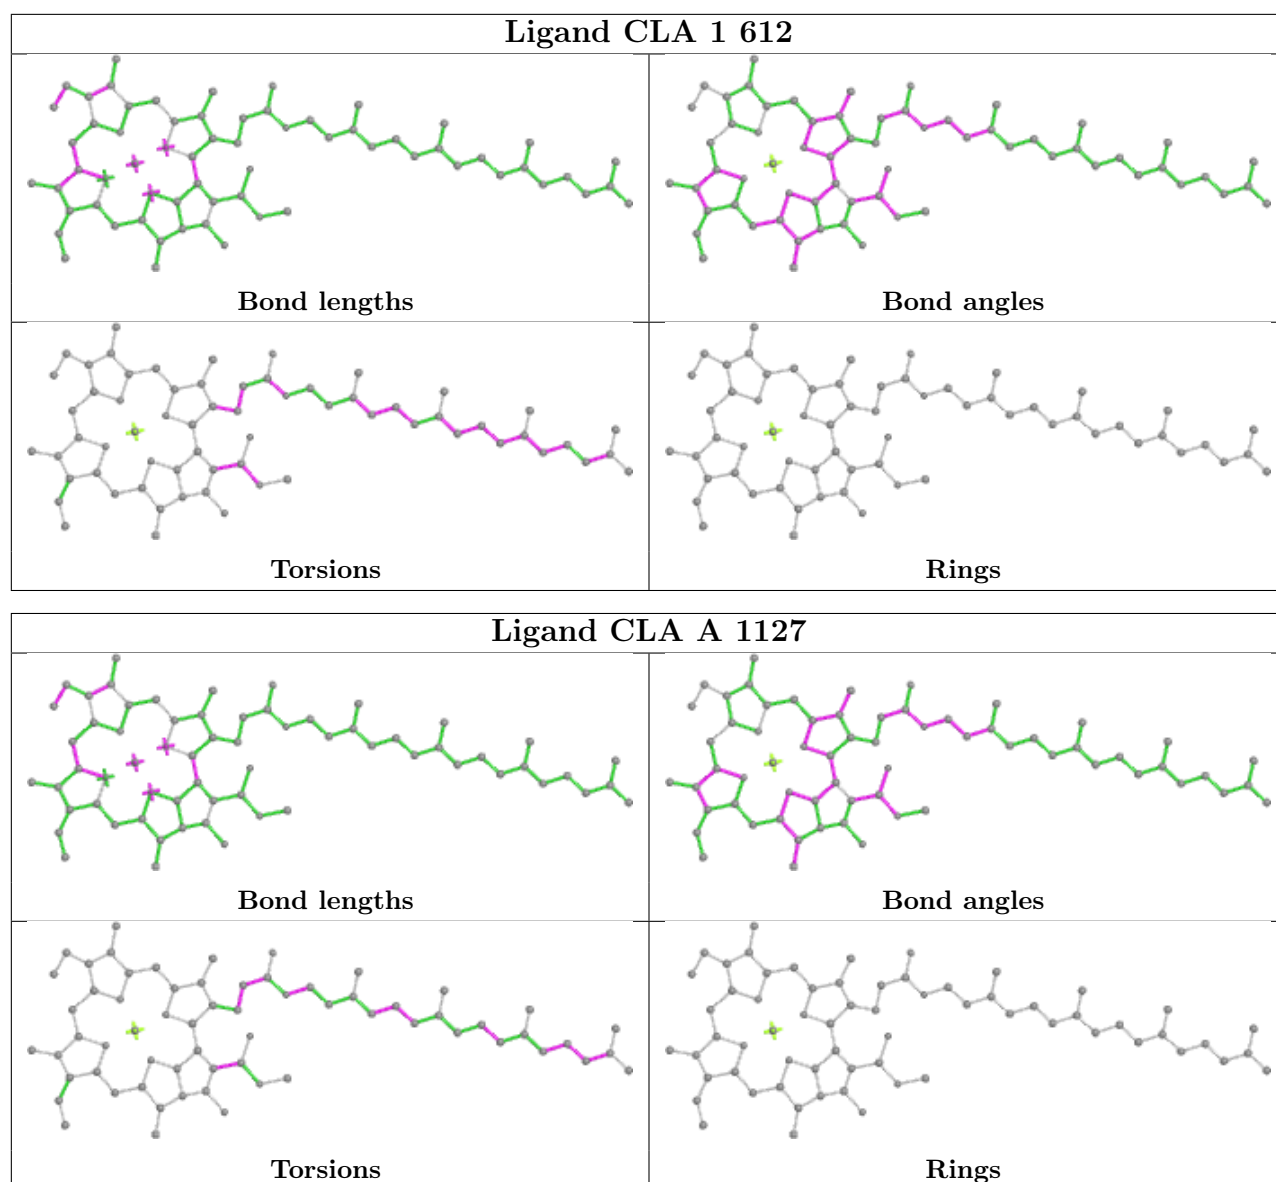 Ligand CLA 1 612
Bond lengths
Bond angles
Torsions
Rings
Ligand CLA A 1127
Bond lengths
Bond angles
Torsions
Rings